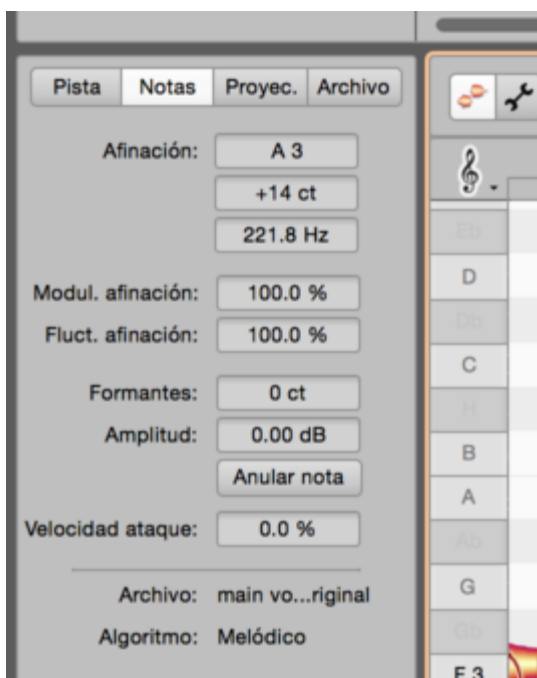 Pista Notas Proyec. Archivo
Afinación: A 3
+14 ct
221.8 Hz
Modul. afinación: 100.0 %
Fluct. afinación: 100.0 %
Formantes: 0 ct
Amplitud: 0.00 dB
Anular nota
Velocidad ataque: 0.0 %
Archivo: main vo...riginal
Algoritmo: Melódico
Eb
D
Db
C
H
B
A
Ab
G
Gb
F 3